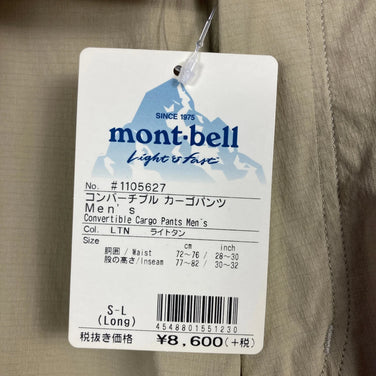 SINCE 1975
mont·bell
Light & Fast
No. #1105627
コンバーチブル カーゴパンツ
Men's
Convertible Cargo Pants Men's
Col. LTN ライトタン
Size cm inch
胴囲 / Waist 72~76 / 28~30
股の高さ/Inseam 77~82 / 30~32
S-L
(Long)
4548801551230
税抜き価格 ¥8,600(+税)